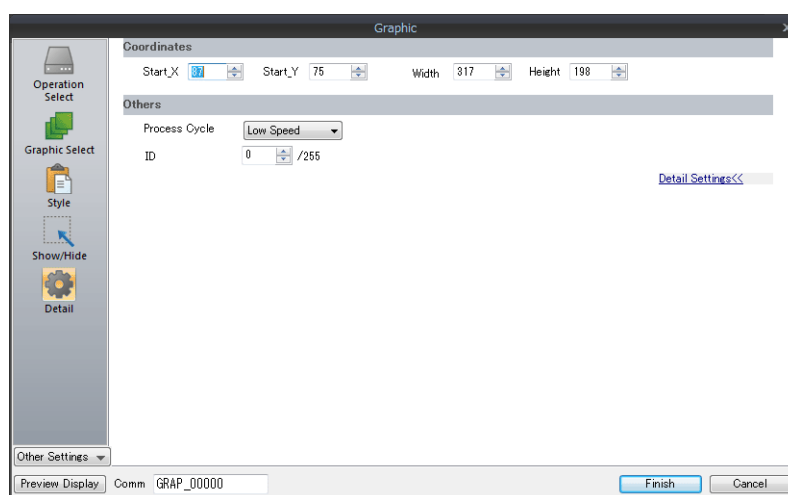 Graphic
Coordinates
Start_X 87 Start_Y 75 Width 317 Height 198
Operation
Select
Others
Process Cycle Low Speed
Graphic Select
ID 0 /255
Detail Settings<<
Style
Show/Hide
Detail
Other Settings
Preview Display Comm GRAP_00000 Finish Cancel